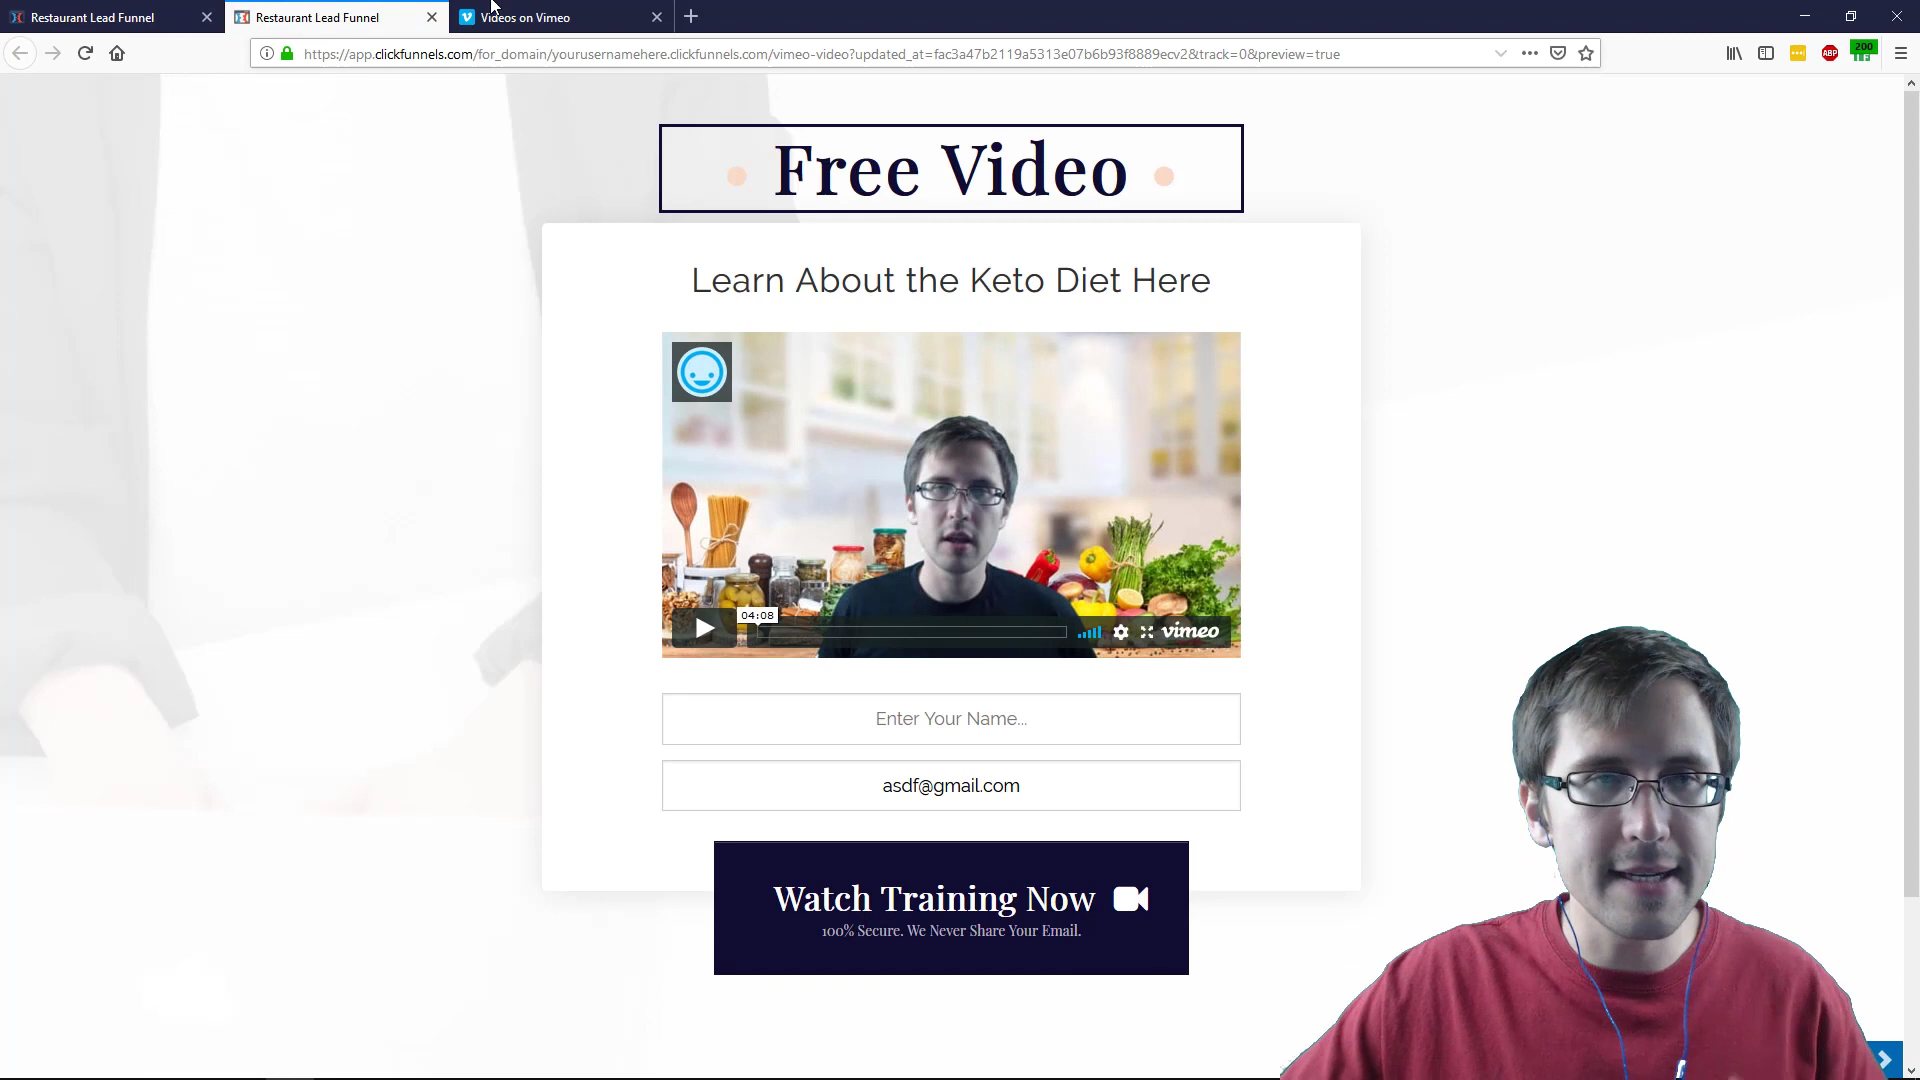 Restaurant Lead Funnel
Restaurant Lead Funnel
Videos on Vimeo
https://app.clickfunnels.com/for_domain/yourusernamehere.clickfunnels.com/vimeo-video?updated_at=fac3a47b2119a5313e07b6b93f8889ecv2&track=0&preview=true
ABP
200
Free Video
Learn About the Keto Diet Here
04:08
vimeo
Enter Your Name...
asdf@gmail.com
Watch Training Now
100% Secure. We Never Share Your Email.